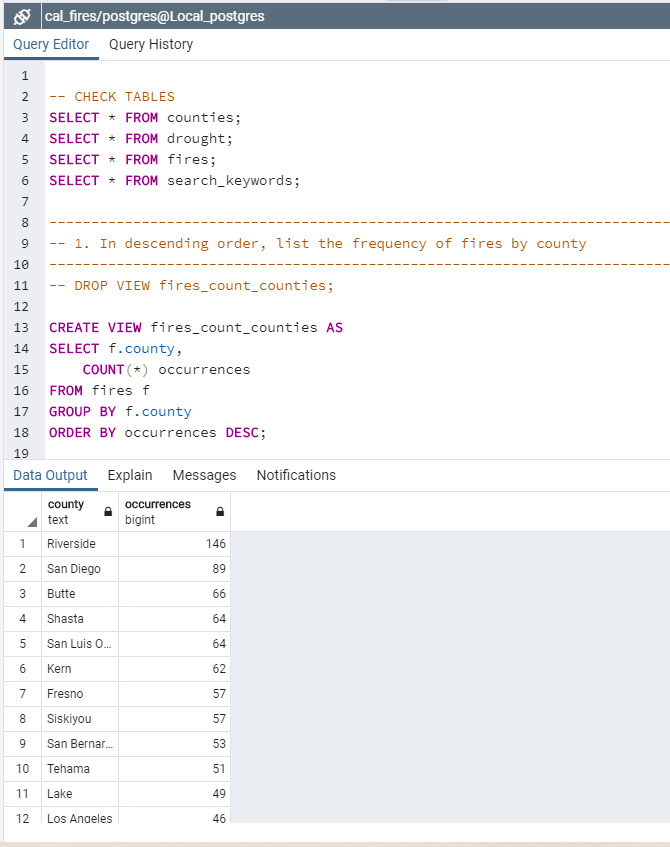 cal_fires/postgres@Local_postgres
Query Editor Query History
1
2 -- CHECK TABLES
3 SELECT * FROM counties;
4 SELECT * FROM drought;
5 SELECT * FROM fires;
6 SELECT * FROM search_keywords;
7
8 --------------------------------------------------------------------------
9 -- 1. In descending order, list the frequency of fires by county
10 --------------------------------------------------------------------------
11 -- DROP VIEW fires_count_counties;
12
13 CREATE VIEW fires_count_counties AS
14 SELECT f.county,
15     COUNT(*) occurrences
16 FROM fires f
17 GROUP BY f.county
18 ORDER BY occurrences DESC;
19
Data Output Explain Messages Notifications
county occurrences
text bigint
1 Riverside 146
2 San Diego 89
3 Butte 66
4 Shasta 64
5 San Luis O... 64
6 Kern 62
7 Fresno 57
8 Siskiyou 57
9 San Bernar... 53
10 Tehama 51
11 Lake 49
12 Los Angeles 46